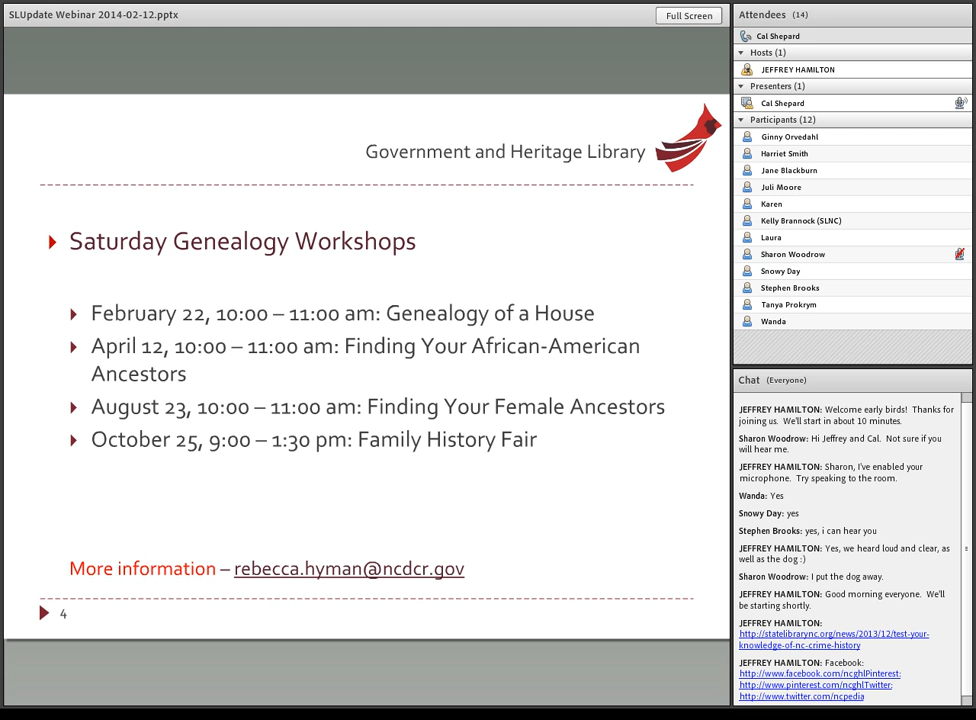 SLUpdate Webinar 2014-02-12.pptx
Full Screen
Government and Heritage Library
Saturday Genealogy Workshops
February 22, 10:00 – 11:00 am: Genealogy of a House
April 12, 10:00 – 11:00 am: Finding Your African-American
Ancestors
August 23, 10:00 – 11:00 am: Finding Your Female Ancestors
October 25, 9:00 – 1:30 pm: Family History Fair
More information – rebecca.hyman@ncdcr.gov
4
Attendees (14)
Cal Shepard
Hosts (1)
JEFFREY HAMILTON
Presenters (1)
Cal Shepard
Participants (12)
Ginny Orvedahl
Harriet Smith
Jane Blackburn
Juli Moore
Karen
Kelly Brannock (SLNC)
Laura
Sharon Woodrow
Snowy Day
Stephen Brooks
Tanya Prokrym
Wanda
Chat (Everyone)
JEFFREY HAMILTON: Welcome early birds! Thanks for
joining us. We'll start in about 10 minutes.
Sharon Woodrow: Hi Jeffrey and Cal. Not sure if you
will hear me.
JEFFREY HAMILTON: Sharon, I've enabled your
microphone. Try speaking to the room.
Wanda: Yes
Snowy Day: yes
Stephen Brooks: yes, i can hear you
JEFFREY HAMILTON: Yes, we heard loud and clear, as
well as the dog :)
Sharon Woodrow: I put the dog away.
JEFFREY HAMILTON: Good morning everyone. We'll
be starting shortly.
JEFFREY HAMILTON:
http://statelibrarync.org/news/2013/12/test-your-
knowledge-of-nc-crime-history
JEFFREY HAMILTON: Facebook:
http://www.facebook.com/ncghlPinterest:
http://www.pinterest.com/ncghlTwitter:
http://www.twitter.com/ncpedia